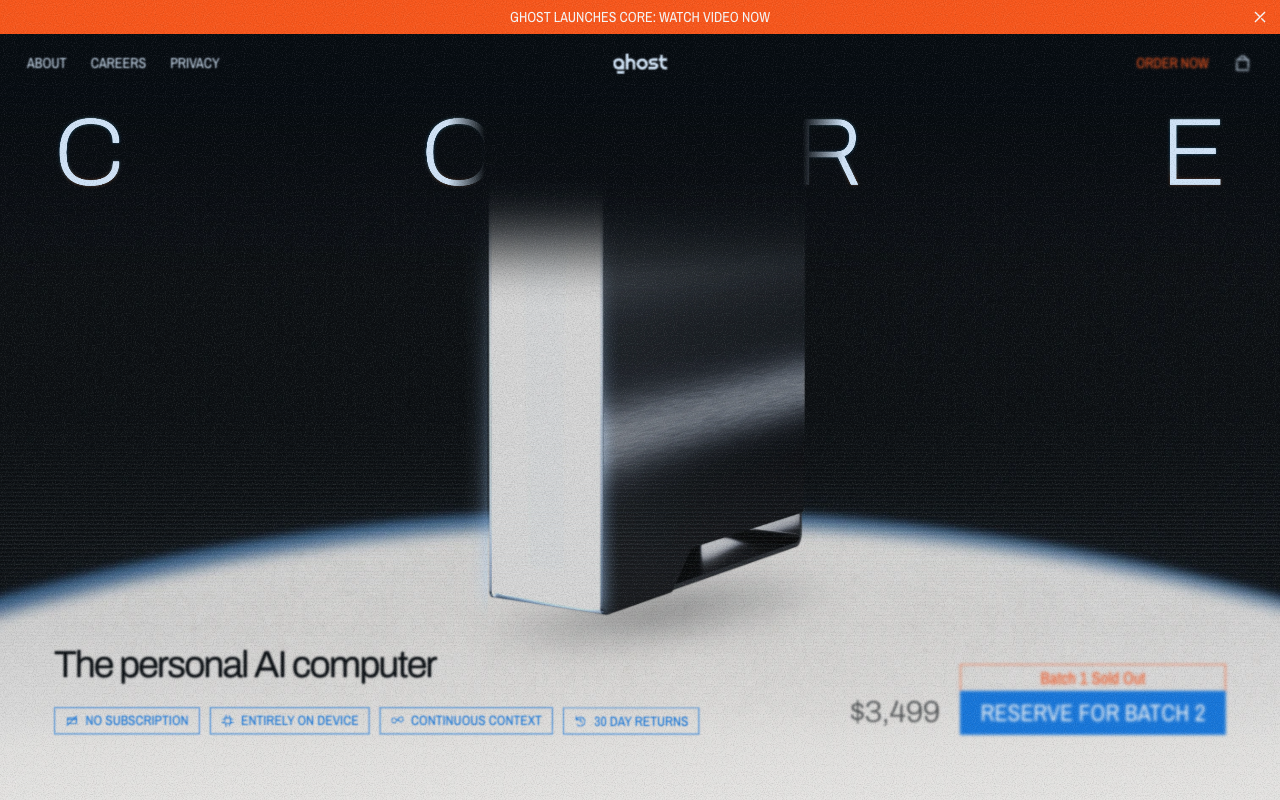 GHOST LAUNCHES CORE: WATCH VIDEO NOW
ABOUT CAREERS PRIVACY ghost ORDER NOW
C O R E
The personal AI computer
Batch 1 Sold Out
NO SUBSCRIPTION ENTIRELY ON DEVICE CONTINUOUS CONTEXT 30 DAY RETURNS $3,499 RESERVE FOR BATCH 2